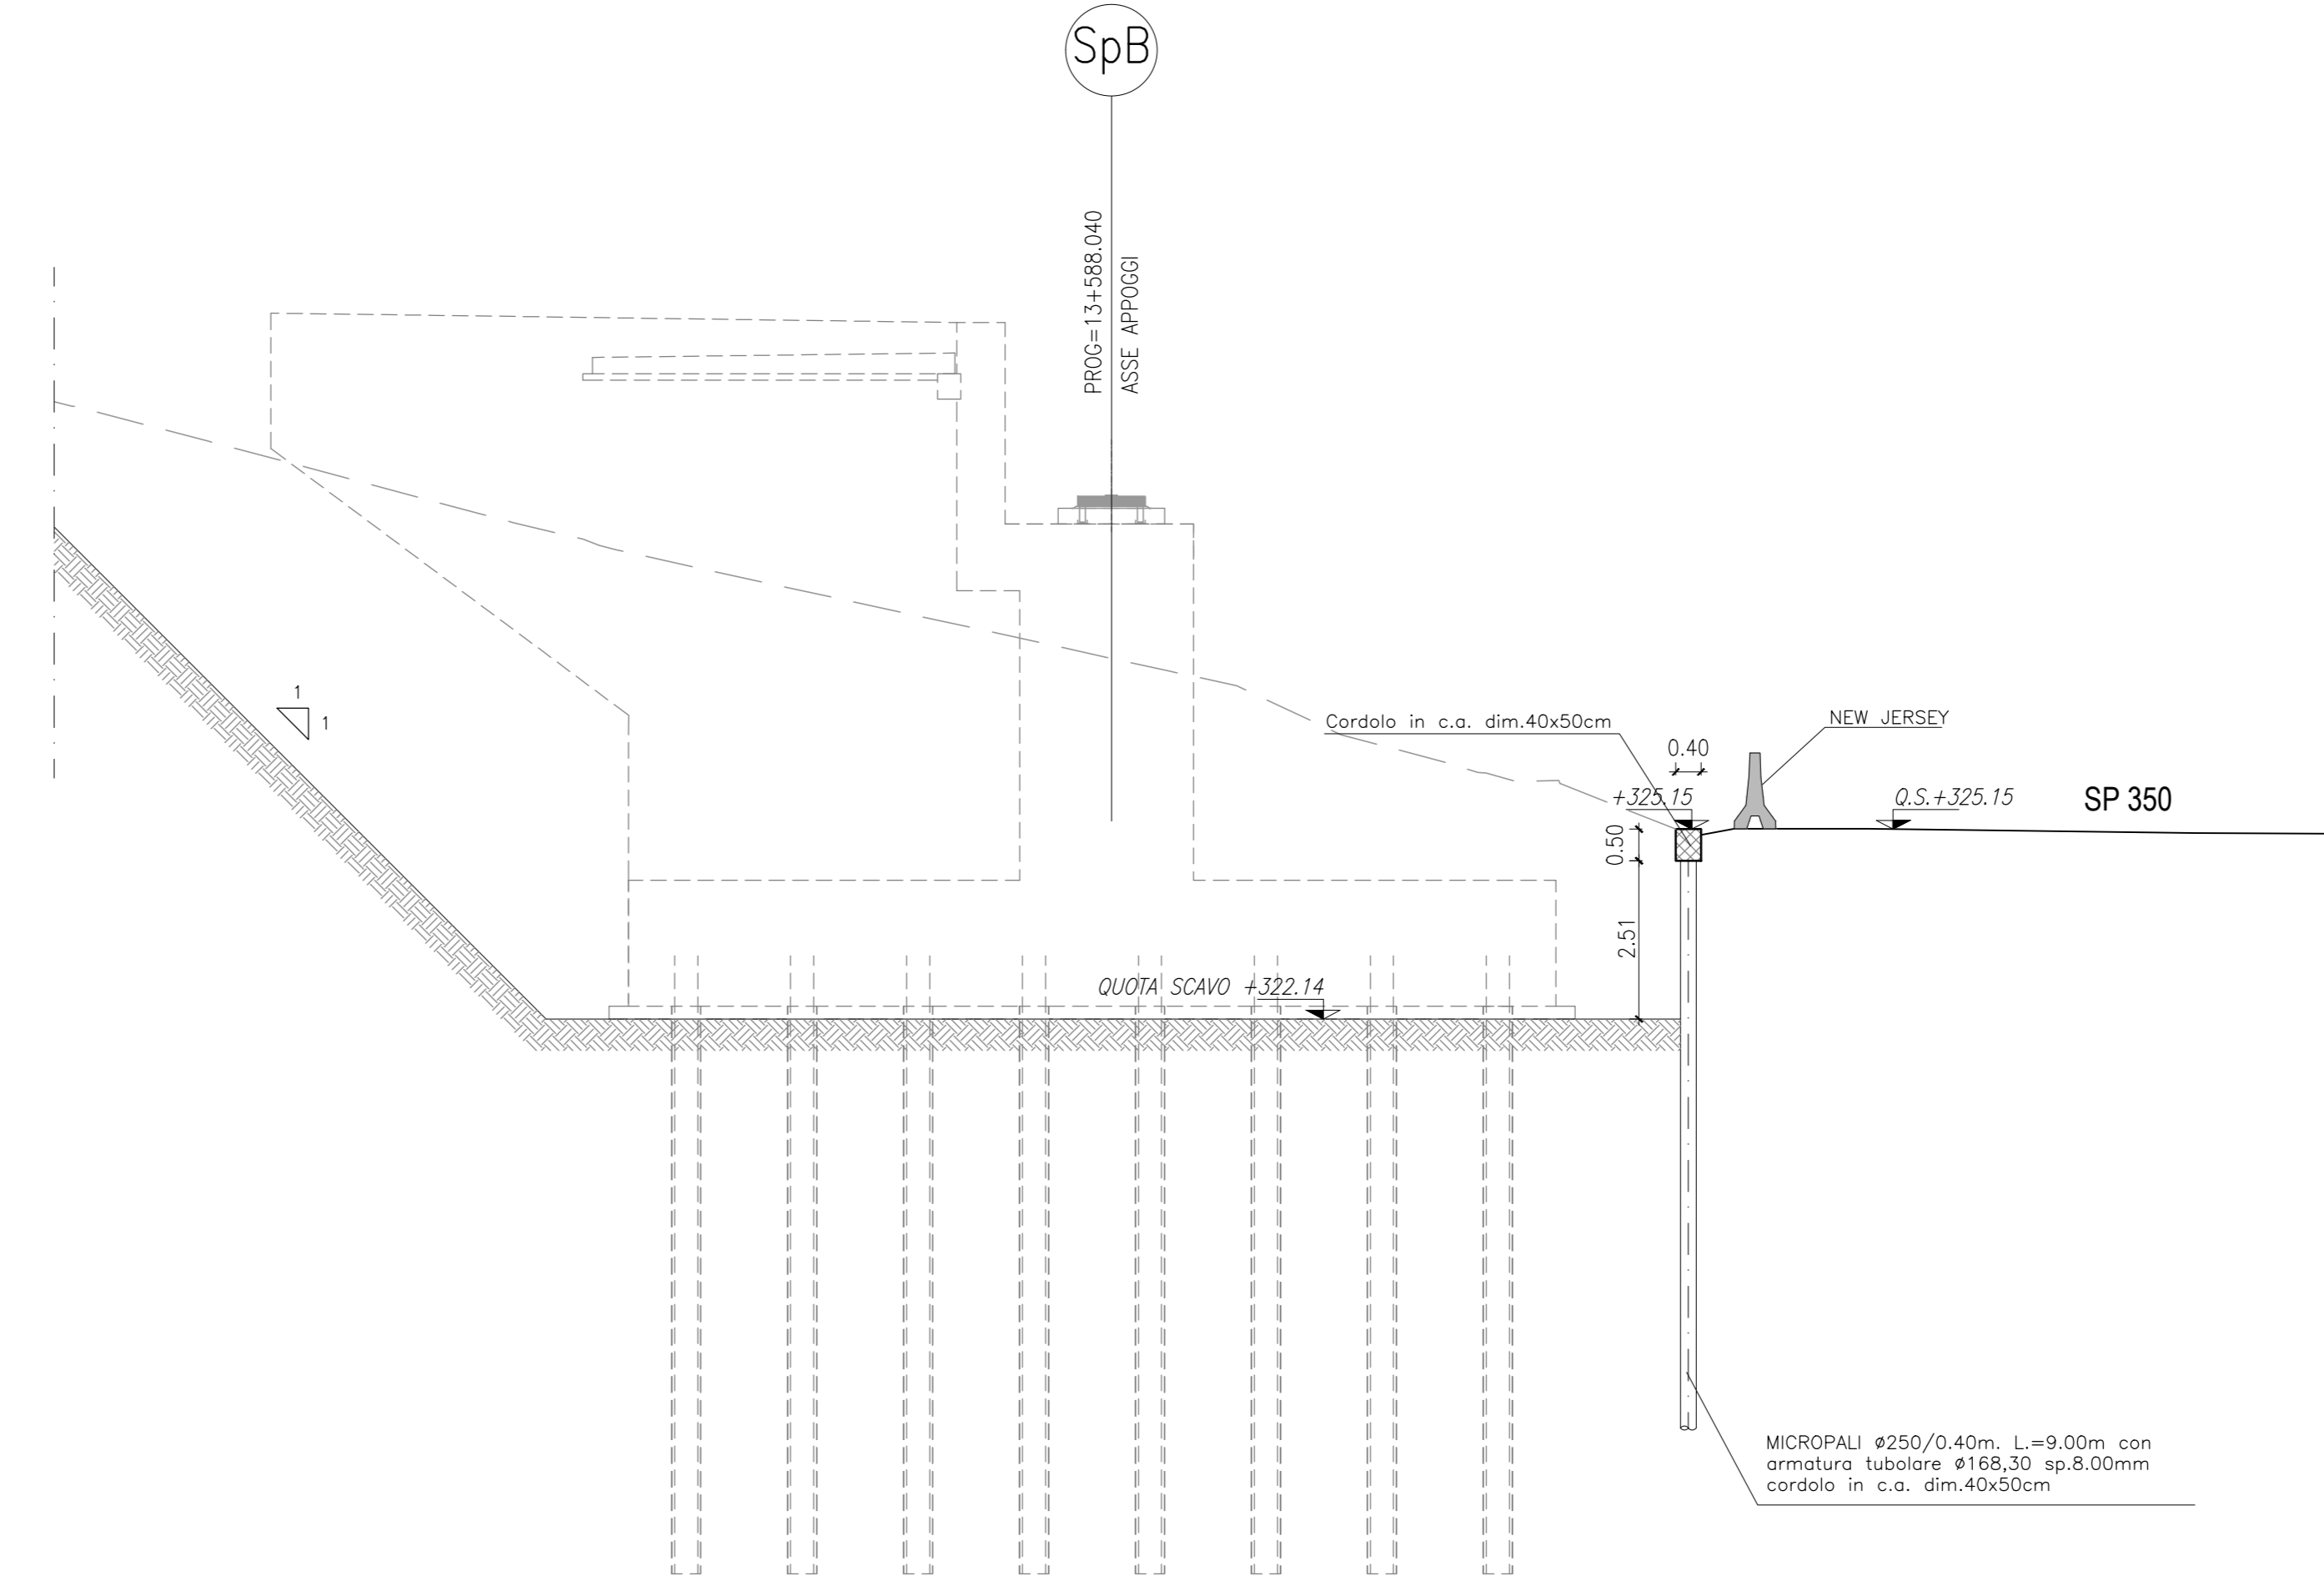 SpB
PROG=13+588.040
ASSE APPOGGI
1
1
Cordolo in c.a. dim.40x50cm
NEW JERSEY
0.40
+325.15
Q.S.+325.15
SP 350
0.50
2.51
QUOTA SCAVO +322.14
MICROPALI ø250/0.40m. L.=9.00m con
armatura tubolare ø168,30 sp.8.00mm
cordolo in c.a. dim.40x50cm